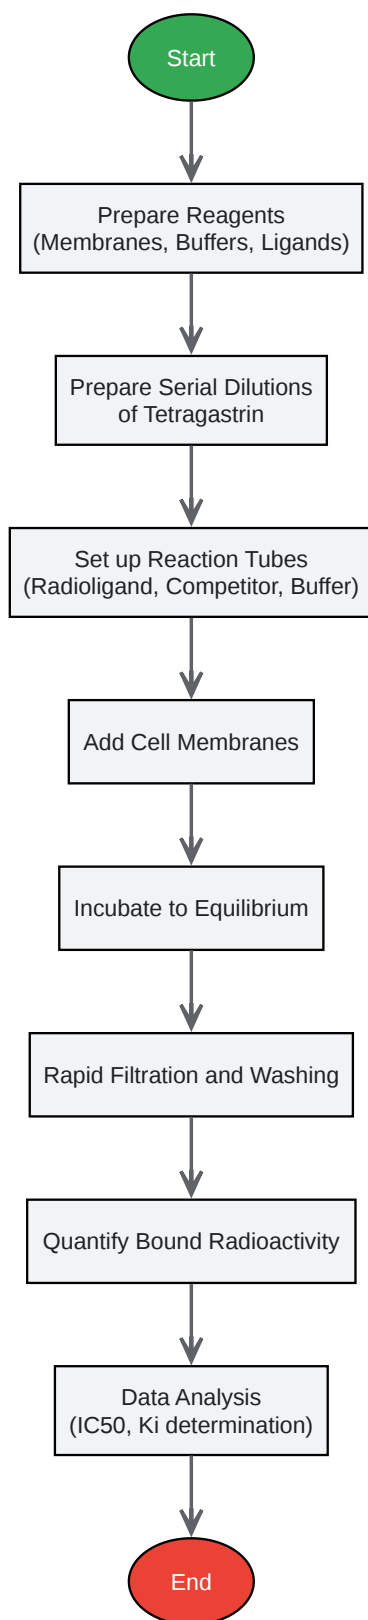 Start
Prepare Reagents
(Membranes, Buffers, Ligands)
Prepare Serial Dilutions
of Tetragastrin
Set up Reaction Tubes
(Radioligand, Competitor, Buffer)
Add Cell Membranes
Incubate to Equilibrium
Rapid Filtration and Washing
Quantify Bound Radioactivity
Data Analysis
(IC50, Ki determination)
End